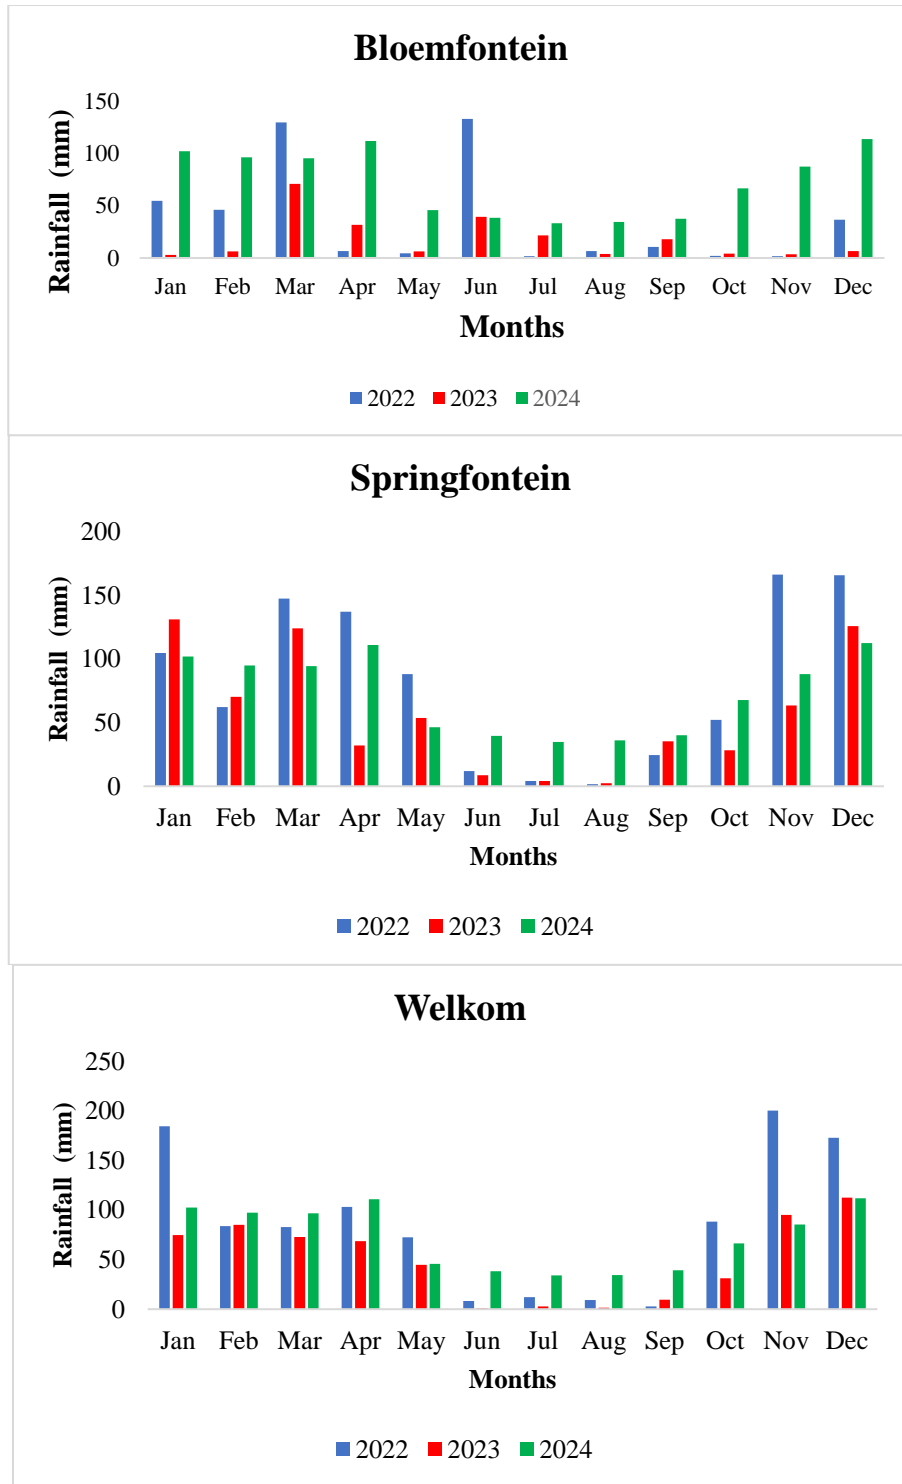 Bloemfontein
Rainfall (mm)
150
100
50
0
Jan Feb Mar Apr May Jun Jul Aug Sep Oct Nov Dec
Months
2022 2023 2024
Springfontein
Rainfall (mm)
200
150
100
50
0
Jan Feb Mar Apr May Jun Jul Aug Sep Oct Nov Dec
Months
2022 2023 2024
Welkom
Rainfall (mm)
250
200
150
100
50
0
Jan Feb Mar Apr May Jun Jul Aug Sep Oct Nov Dec
Months
2022 2023 2024